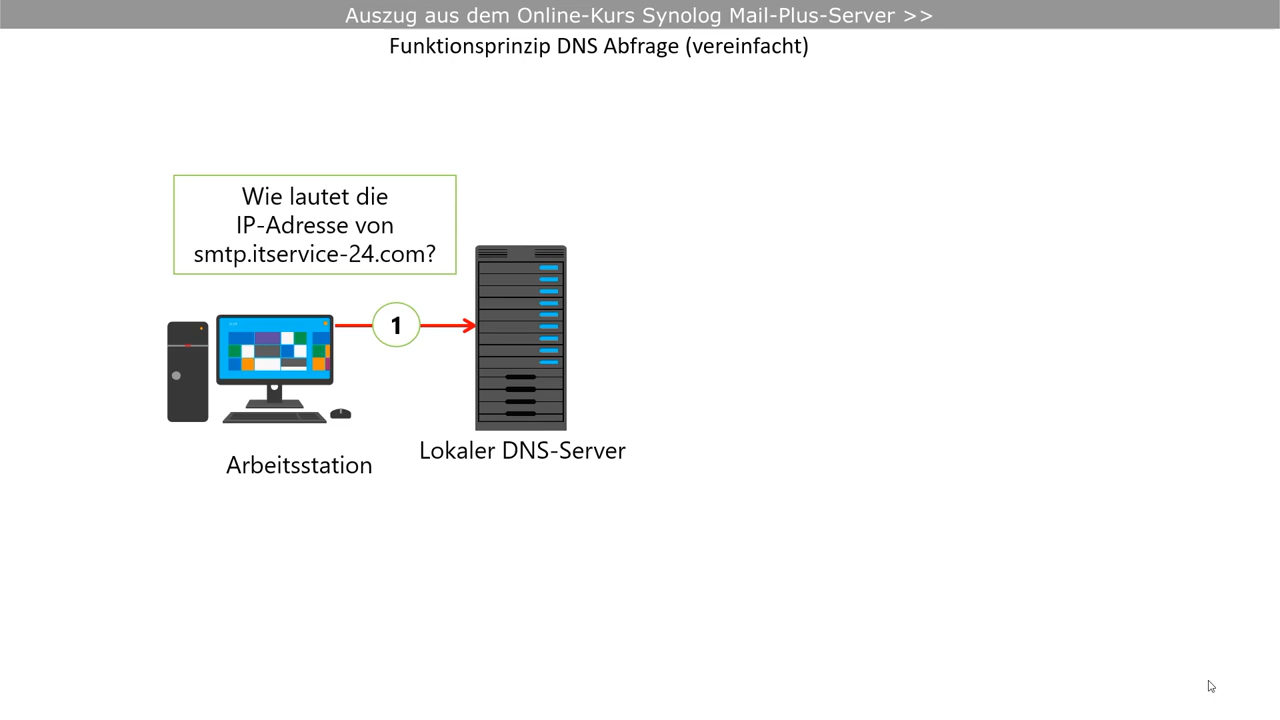 Auszug aus dem Online-Kurs Synolog Mail-Plus-Server >>
Funktionsprinzip DNS Abfrage (vereinfacht)
Wie lautet die
IP-Adresse von
smtp.itservice-24.com?
1
Lokaler DNS-Server
Arbeitsstation